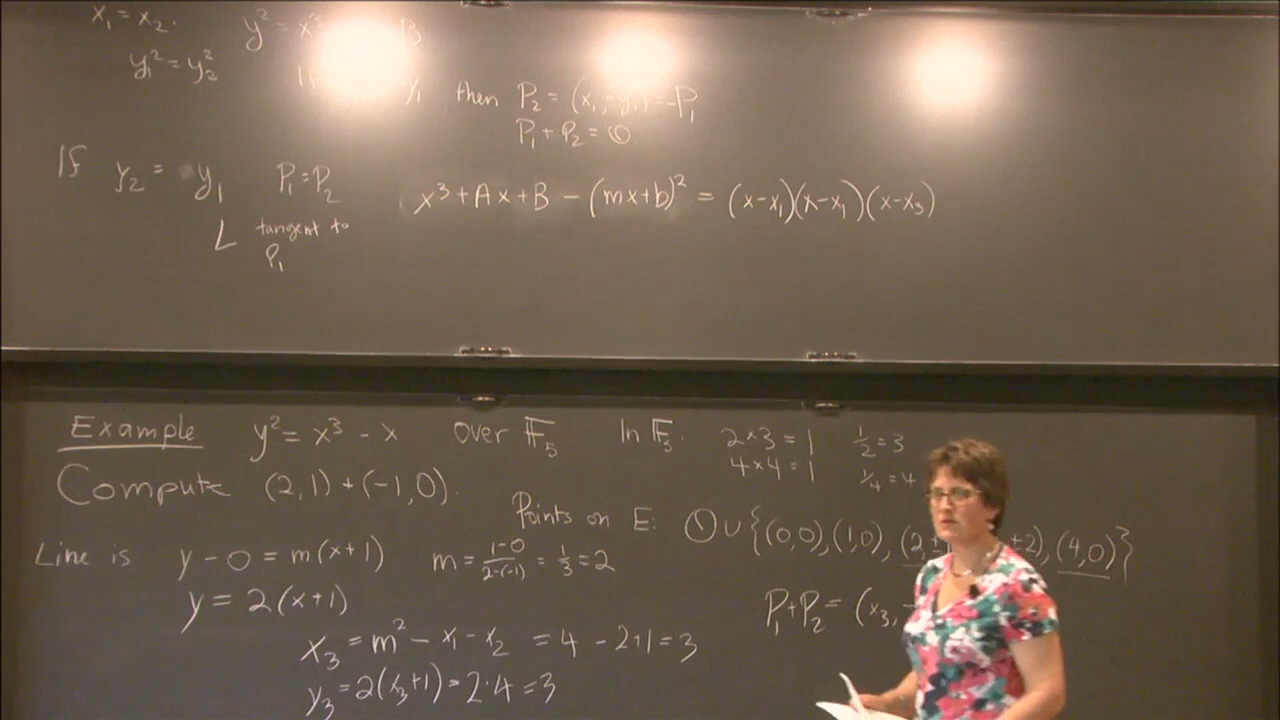 x₁ = x₂. y² = x³ B
y₁² = y₂²
If y₁ then P₂ = (x₁, -y₁) = -P₁
P₁ + P₂ = O
If y₂ = y₁ P₁ = P₂ x³ + Ax + B - (mx+b)² = (x-x₁)(x-x₁)(x-x₃)
L tangent to
P₁
Example y² = x³ - x over 𝔽₅ In 𝔽₅. 2×3 = 1 ½ = 3
4×4 = 1 ¼ = 4
Compute (2,1) + (-1,0).
Points on E: O ∪ {(0,0), (1,0), (2,± +2), (4,0)}
Line is y - 0 = m(x+1) m = (1-0)/(2-(-1)) = 1/3 = 2
y = 2(x+1)
P₁+P₂ = (x₃, -
x₃ = m² - x₁ - x₂ = 4 - 2+1 = 3
y₃ = 2(x₃+1) = 2·4 = 3